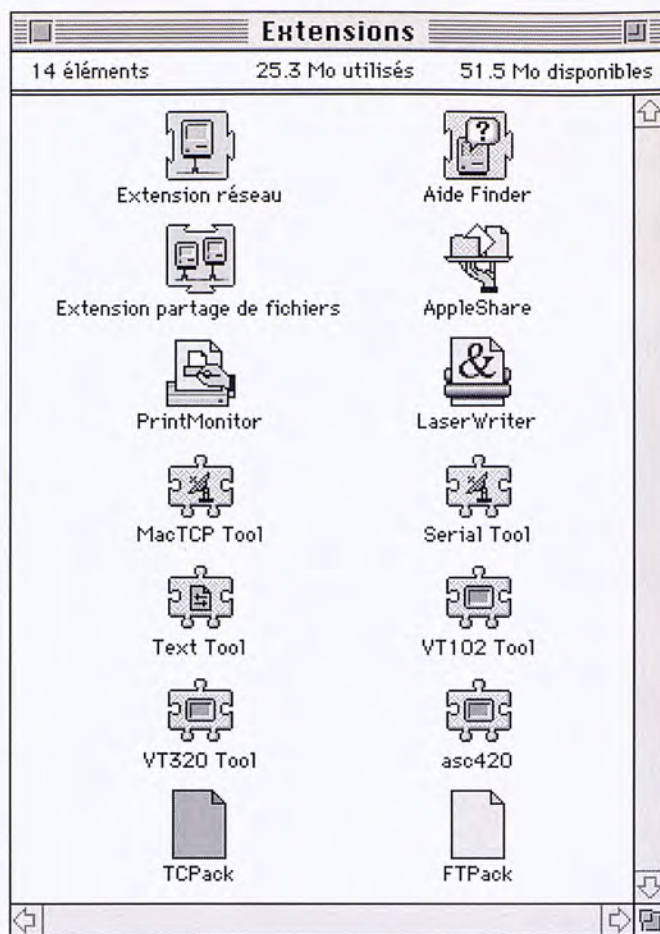 Extensions
14 éléments 25.3 Mo utilisés 51.5 Mo disponibles
?
Extension réseau Aide Finder
Extension partage de fichiers AppleShare
&
PrintMonitor LaserWriter
MacTCP Tool Serial Tool
Text Tool VT102 Tool
VT320 Tool asc420
TCPack FTPack